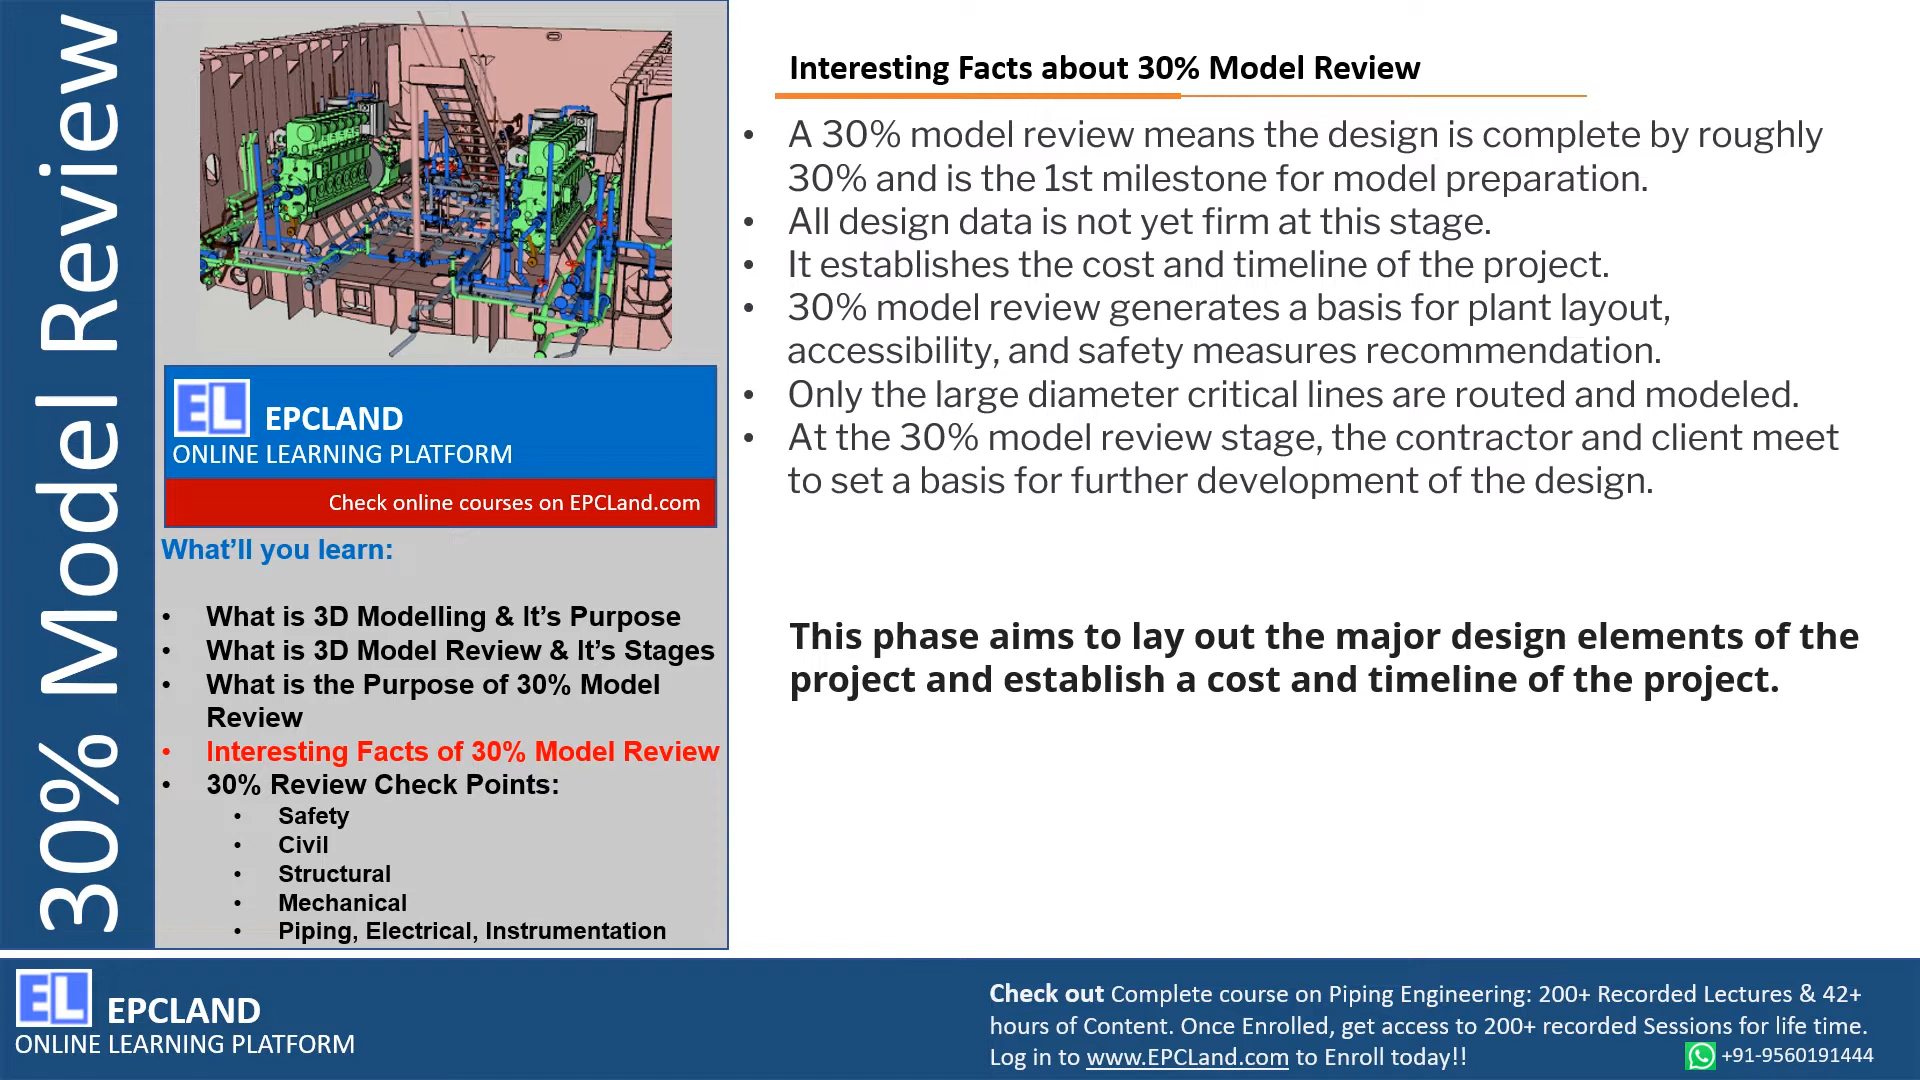 30% Model Review
EL EPCLAND
ONLINE LEARNING PLATFORM
Check online courses on EPCLand.com
What’ll you learn:
• What is 3D Modelling & It’s Purpose
• What is 3D Model Review & It’s Stages
• What is the Purpose of 30% Model
Review
• Interesting Facts of 30% Model Review
• 30% Review Check Points:
• Safety
• Civil
• Structural
• Mechanical
• Piping, Electrical, Instrumentation
Interesting Facts about 30% Model Review
• A 30% model review means the design is complete by roughly
30% and is the 1st milestone for model preparation.
• All design data is not yet firm at this stage.
• It establishes the cost and timeline of the project.
• 30% model review generates a basis for plant layout,
accessibility, and safety measures recommendation.
• Only the large diameter critical lines are routed and modeled.
• At the 30% model review stage, the contractor and client meet
to set a basis for further development of the design.
This phase aims to lay out the major design elements of the
project and establish a cost and timeline of the project.
EL EPCLAND
ONLINE LEARNING PLATFORM
Check out Complete course on Piping Engineering: 200+ Recorded Lectures & 42+
hours of Content. Once Enrolled, get access to 200+ recorded Sessions for life time.
Log in to www.EPCLand.com to Enroll today!!
+91-9560191444